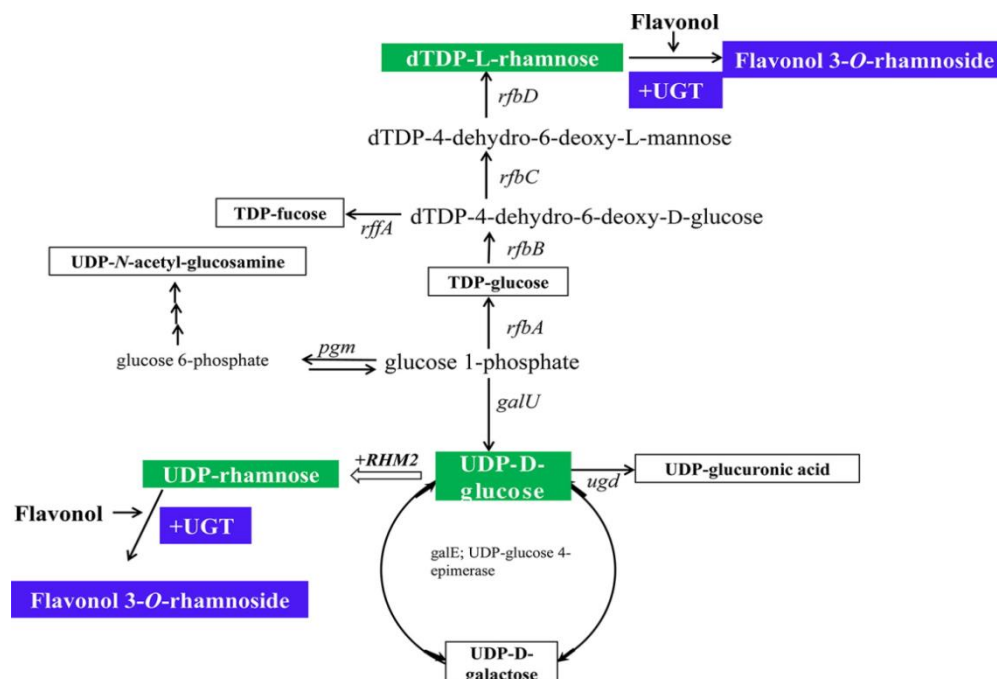 Flavonol
dTDP-L-rhamnose
Flavonol 3-O-rhamnoside
+UGT
rfbD
dTDP-4-dehydro-6-deoxy-L-mannose
rfbC
TDP-fucose
rffA
dTDP-4-dehydro-6-deoxy-D-glucose
rfbB
UDP-N-acetyl-glucosamine
TDP-glucose
rfbA
glucose 6-phosphate
pgm
glucose 1-phosphate
galU
UDP-rhamnose
+RHM2
UDP-D-
glucose
ugd
UDP-glucuronic acid
Flavonol
+UGT
galE; UDP-glucose 4-
epimerase
Flavonol 3-O-rhamnoside
UDP-D-
galactose